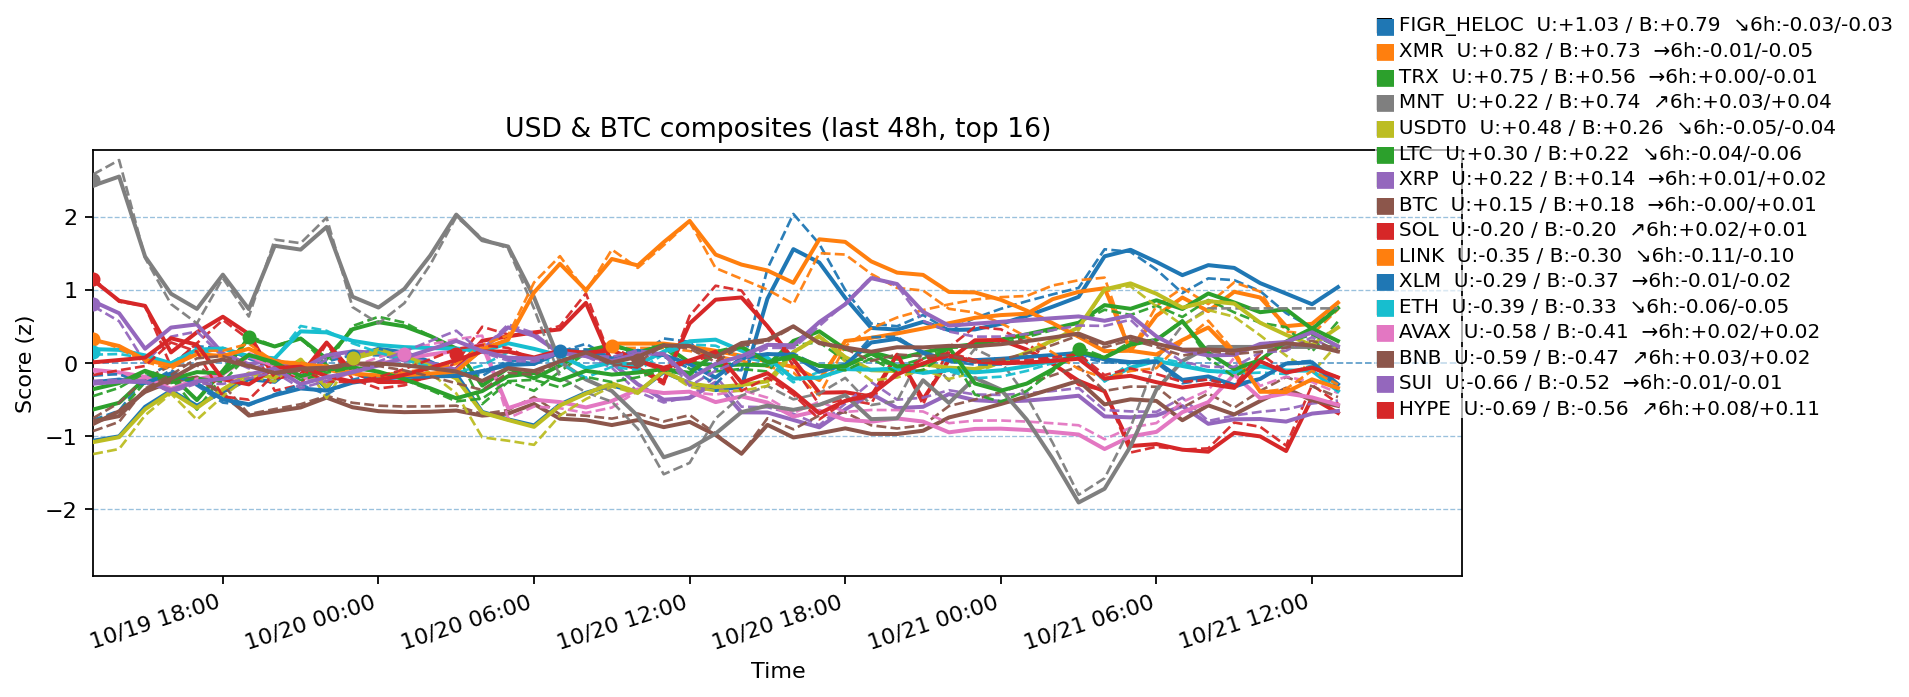 FIGR_HELOC U:+1.03 / B:+0.79 ↘6h:-0.03/-0.03
XMR U:+0.82 / B:+0.73 →6h:-0.01/-0.05
TRX U:+0.75 / B:+0.56 →6h:+0.00/-0.01
MNT U:+0.22 / B:+0.74 ↗6h:+0.03/+0.04
USDT0 U:+0.48 / B:+0.26 ↘6h:-0.05/-0.04
LTC U:+0.30 / B:+0.22 ↘6h:-0.04/-0.06
XRP U:+0.22 / B:+0.14 →6h:+0.01/+0.02
BTC U:+0.15 / B:+0.18 →6h:-0.00/+0.01
SOL U:-0.20 / B:-0.20 ↗6h:+0.02/+0.01
LINK U:-0.35 / B:-0.30 ↘6h:-0.11/-0.10
XLM U:-0.29 / B:-0.37 →6h:-0.01/-0.02
ETH U:-0.39 / B:-0.33 ↘6h:-0.06/-0.05
AVAX U:-0.58 / B:-0.41 →6h:+0.02/+0.02
BNB U:-0.59 / B:-0.47 ↗6h:+0.03/+0.02
SUI U:-0.66 / B:-0.52 →6h:-0.01/-0.01
HYPE U:-0.69 / B:-0.56 ↗6h:+0.08/+0.11
USD & BTC composites (last 48h, top 16)
Score (z)
2
1
0
−1
−2
10/19 18:00
10/20 00:00
10/20 06:00
10/20 12:00
10/20 18:00
10/21 00:00
10/21 06:00
10/21 12:00
Time